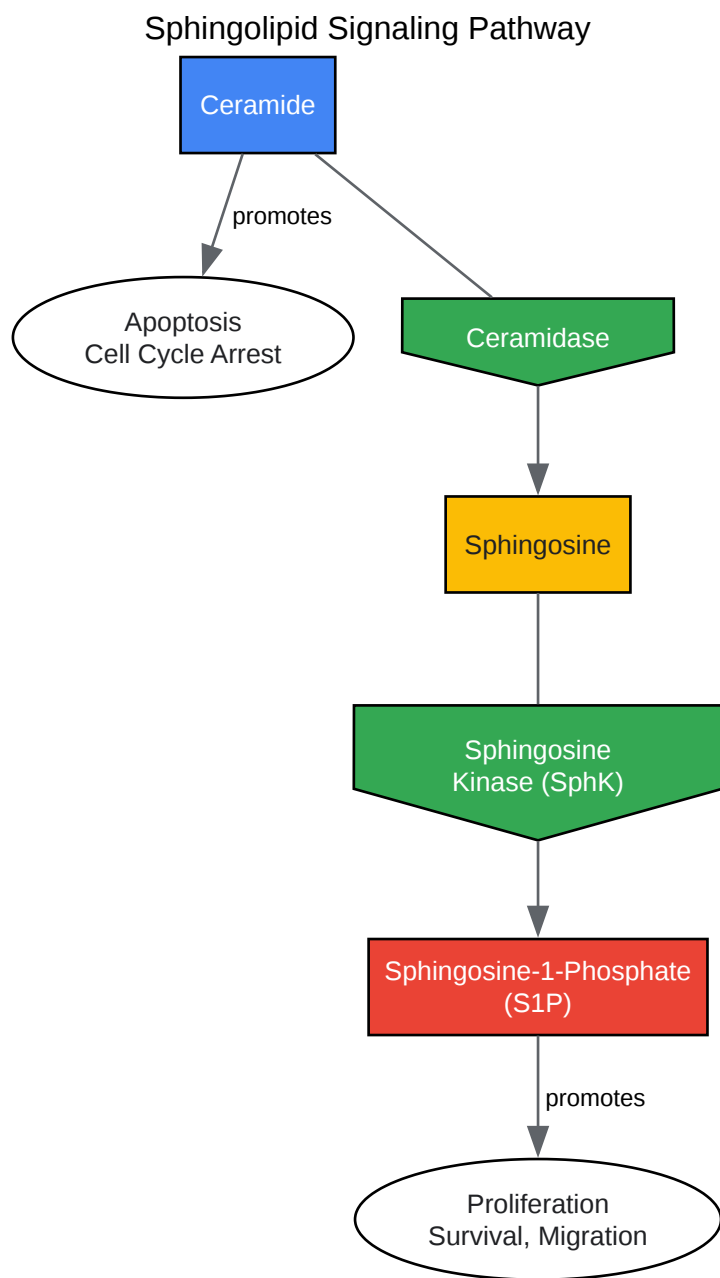 Sphingolipid Signaling Pathway
Ceramide
promotes
Apoptosis
Cell Cycle Arrest
Ceramidase
Sphingosine
Sphingosine
Kinase (SphK)
Sphingosine-1-Phosphate
(S1P)
promotes
Proliferation
Survival, Migration